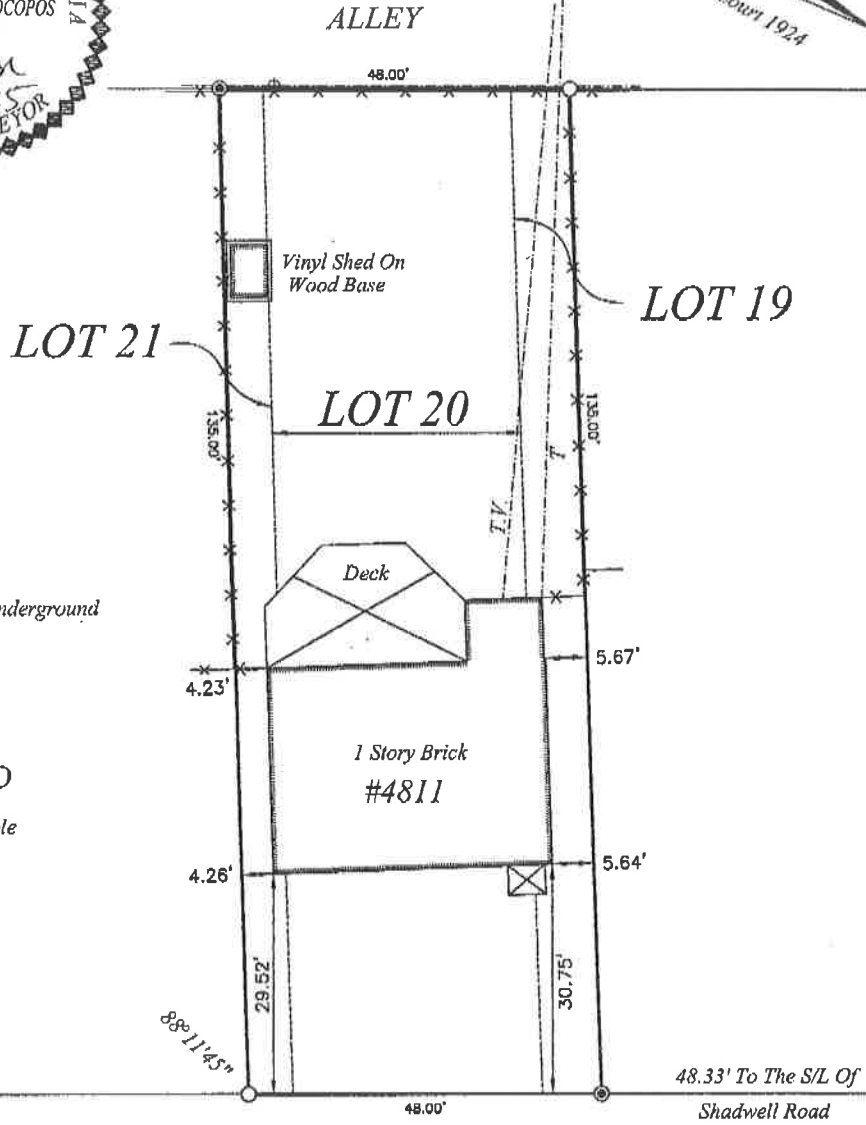 ALLEY
1924
48.00'
Vinyl Shed On
Wood Base
LOT 19
LOT 21
LOT 20
135.00'
135.00'
T.V.
T
Deck
5.67'
4.23'
1 Story Brick
#4811
4.26'
5.64'
29.52'
30.75'
88°11'45"
48.00'
48.33' To The S/L Of
Shadwell Road